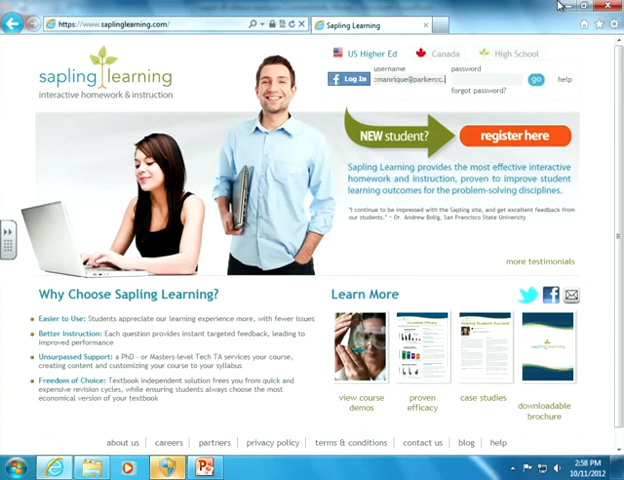 https://www.saplinglearning.com/
Sapling Learning
US Higher Ed
Canada
High School
sapling learning
interactive homework & instruction
username
password
Log In
:manrique@parkercc.
go
help
forgot password?
NEW student?
register here
Sapling Learning provides the most effective interactive
homework and instruction, proven to improve student
learning outcomes for the problem-solving disciplines.
"I continue to be impressed with the Sapling site, and get excellent feedback from
our students." ~ Dr. Andrew Bolig, San Francisco State University
more testimonials
Why Choose Sapling Learning?
Easier to Use: Students appreciate our learning experience more, with fewer issues
Better Instruction: Each question provides instant targeted feedback, leading to
improved performance
Unsurpassed Support: a PhD - or Masters-level Tech TA services your course,
creating content and customizing your course to your syllabus
Freedom of Choice: Textbook independent solution frees you from quick and
expensive revision cycles, while ensuring students always choose the most
economical version of your textbook
Learn More
view course
demos
proven
efficacy
case studies
downloadable
brochure
about us
careers
partners
privacy policy
terms & conditions
contact us
blog
help
2:58 PM
10/11/2012